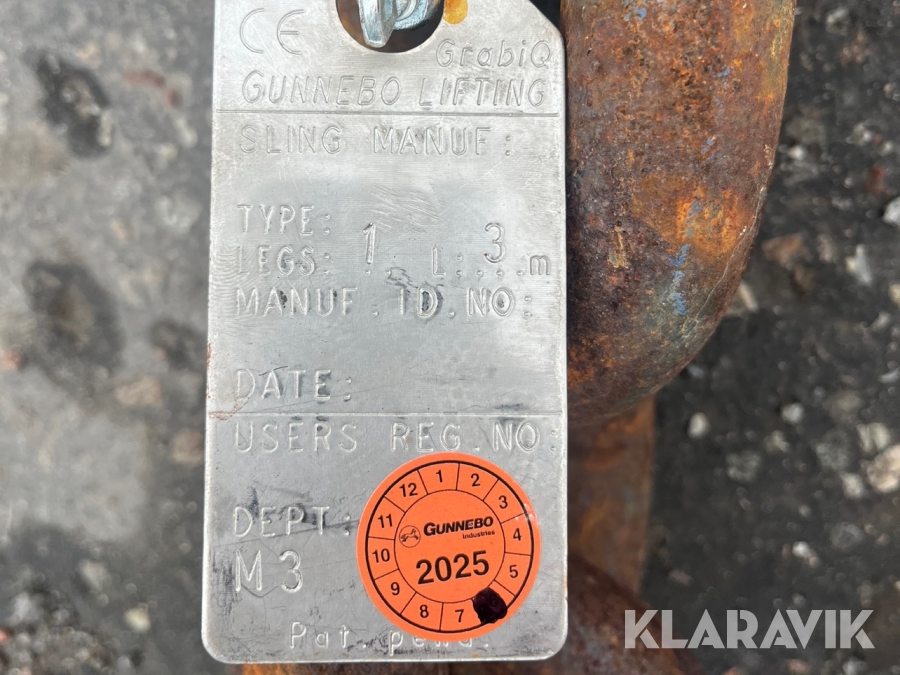 CE GrabiQ
GUNNEBO LIFTING
SLING MANUF:
TYPE:
LEGS: 1 L: 3 m
MANUF. ID.NO:
DATE:
USERS REG.NO:
DEPT:
M3
12 1 2 3 4 5 7 8 9 10 11
GUNNEBO
Industries
2025
Pat. pend.
KLARAVIK